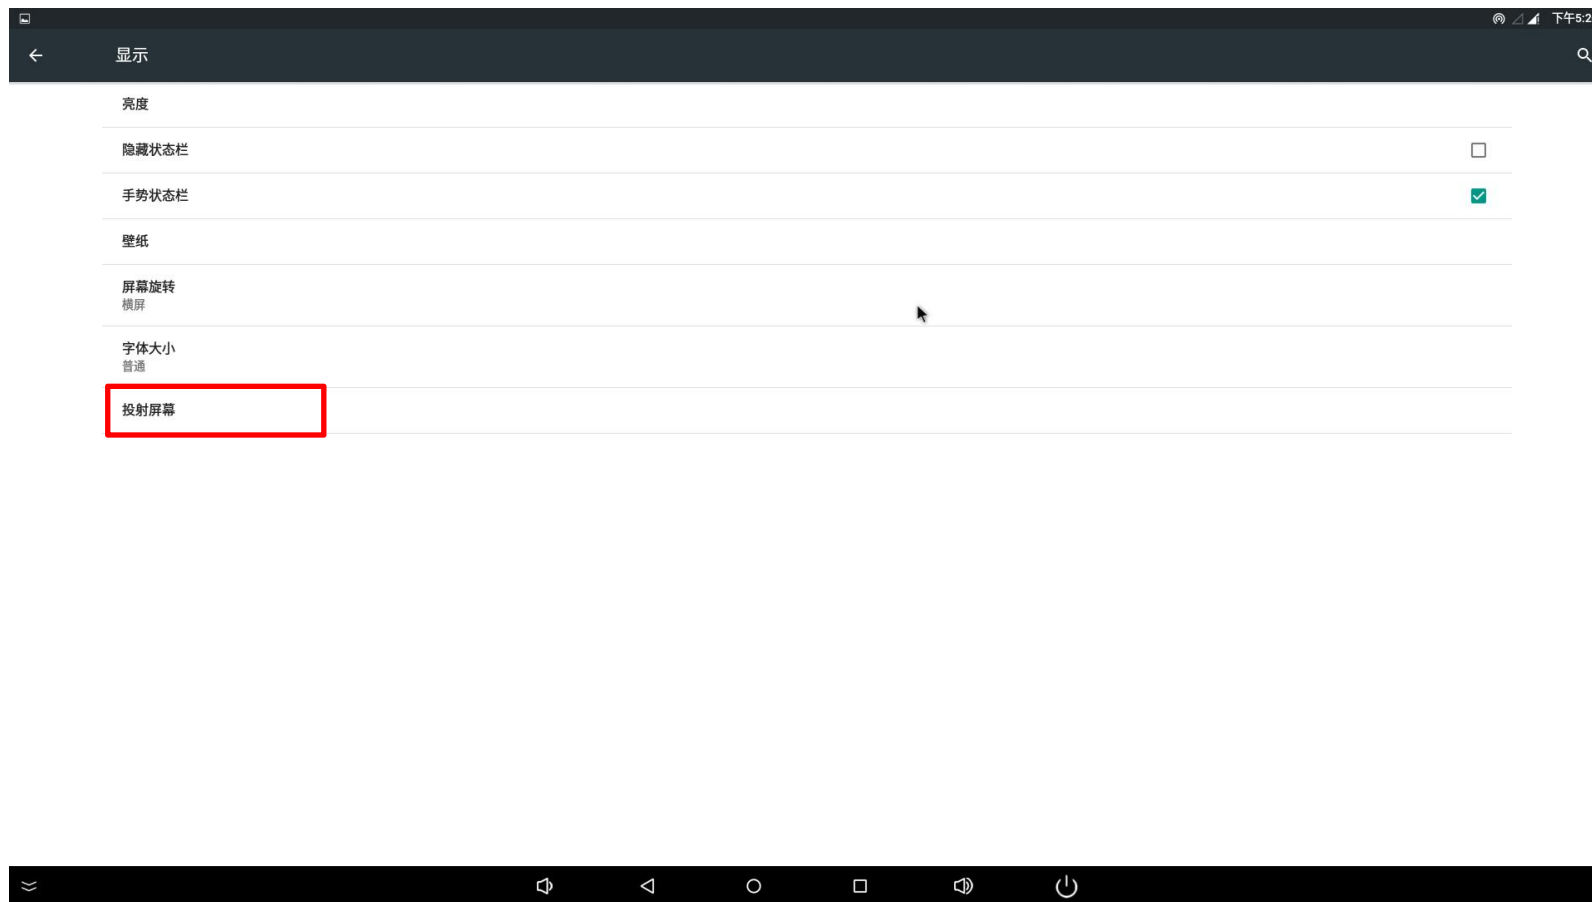 下午5:2
显示
亮度
隐藏状态栏
手势状态栏
壁纸
屏幕旋转
横屏
字体大小
普通
投射屏幕